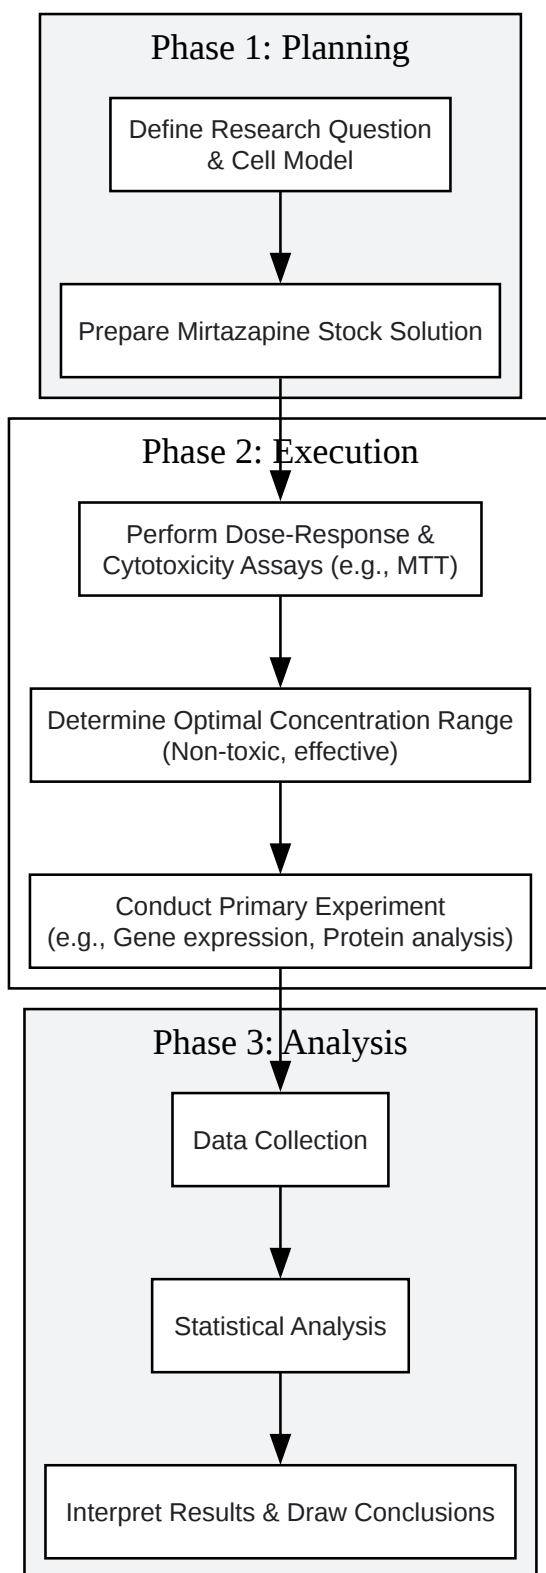 Phase 1: Planning
Define Research Question
& Cell Model
Prepare Mirtazapine Stock Solution
Phase 2: Execution
Perform Dose-Response &
Cytotoxicity Assays (e.g., MTT)
Determine Optimal Concentration Range
(Non-toxic, effective)
Conduct Primary Experiment
(e.g., Gene expression, Protein analysis)
Phase 3: Analysis
Data Collection
Statistical Analysis
Interpret Results & Draw Conclusions